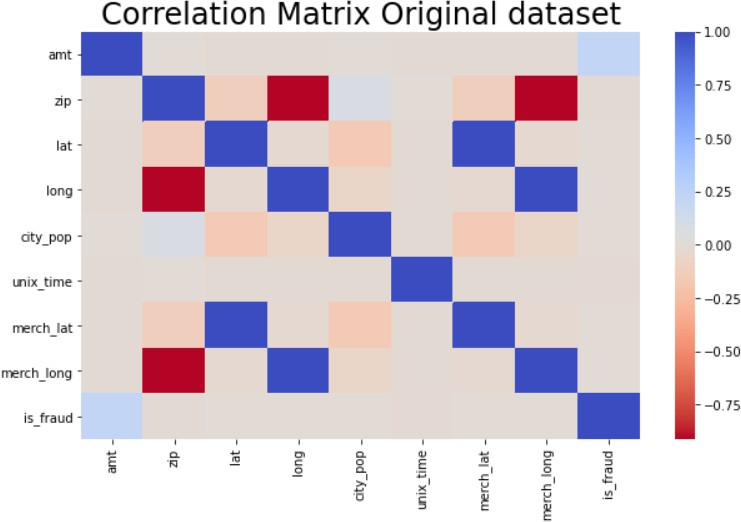 Correlation Matrix Original dataset
amt
zip
lat
long
city_pop
unix_time
merch_lat
merch_long
is_fraud
amt
zip
lat
long
city_pop
unix_time
merch_lat
merch_long
is_fraud
1.00
0.75
0.50
0.25
0.00
−0.25
−0.50
−0.75